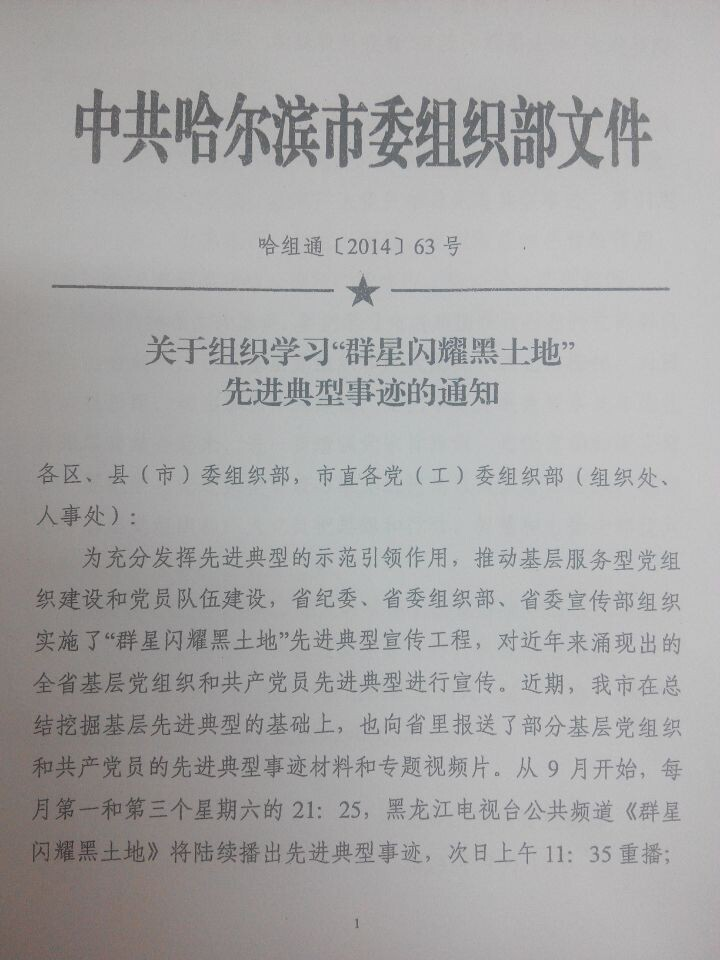 中共哈尔滨市委组织部文件
哈组通〔2014〕63 号
关于组织学习“群星闪耀黑土地”
先进典型事迹的通知
各区、县（市）委组织部，市直各党（工）委组织部（组织处、
人事处）：
为充分发挥先进典型的示范引领作用，推动基层服务型党组
织建设和党员队伍建设，省纪委、省委组织部、省委宣传部组织
实施了“群星闪耀黑土地”先进典型宣传工程，对近年来涌现出的
全省基层党组织和共产党员先进典型进行宣传。近期，我市在总
结挖掘基层先进典型的基础上，也向省里报送了部分基层党组织
和共产党员的先进典型事迹材料和专题视频片。从 9 月开始，每
月第一和第三个星期六的 21：25，黑龙江电视台公共频道《群星
闪耀黑土地》将陆续播出先进典型事迹，次日上午 11：35 重播；
1